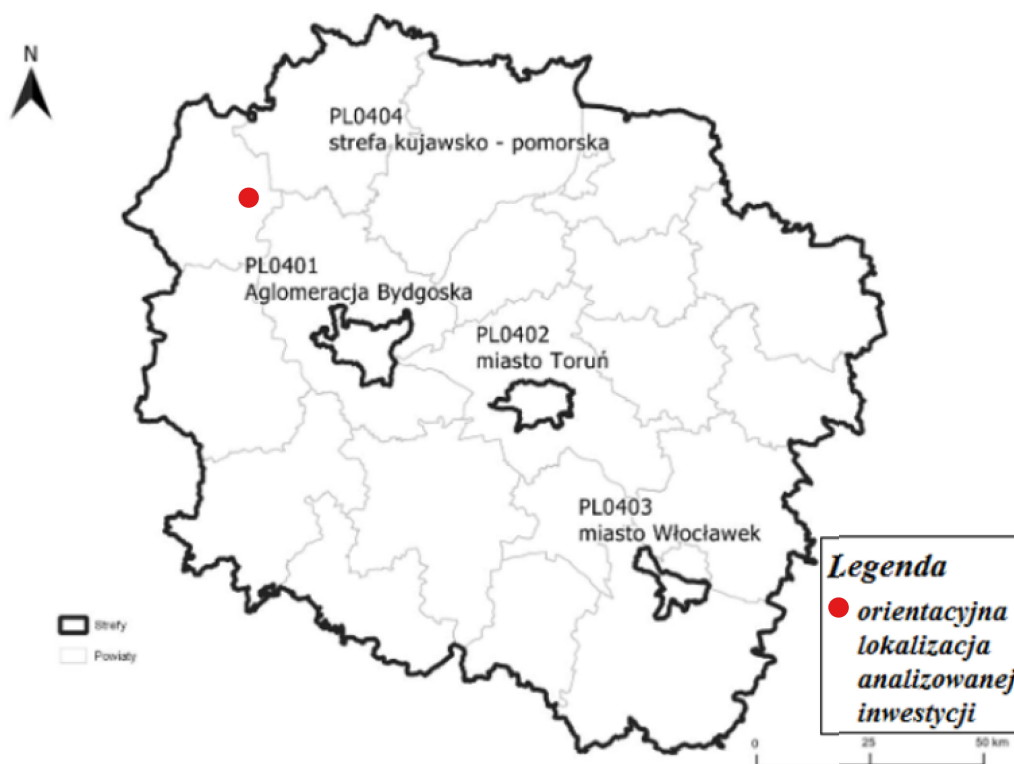 N
PL0404
strefa kujawsko - pomorska
PL0401
Aglomeracja Bydgoska
PL0402
miasto Toruń
PL0403
miasto Włocławek
Strefy
Powiaty
Legenda
orientacyjna
lokalizacja
analizowanej
inwestycji
0 25 50 km